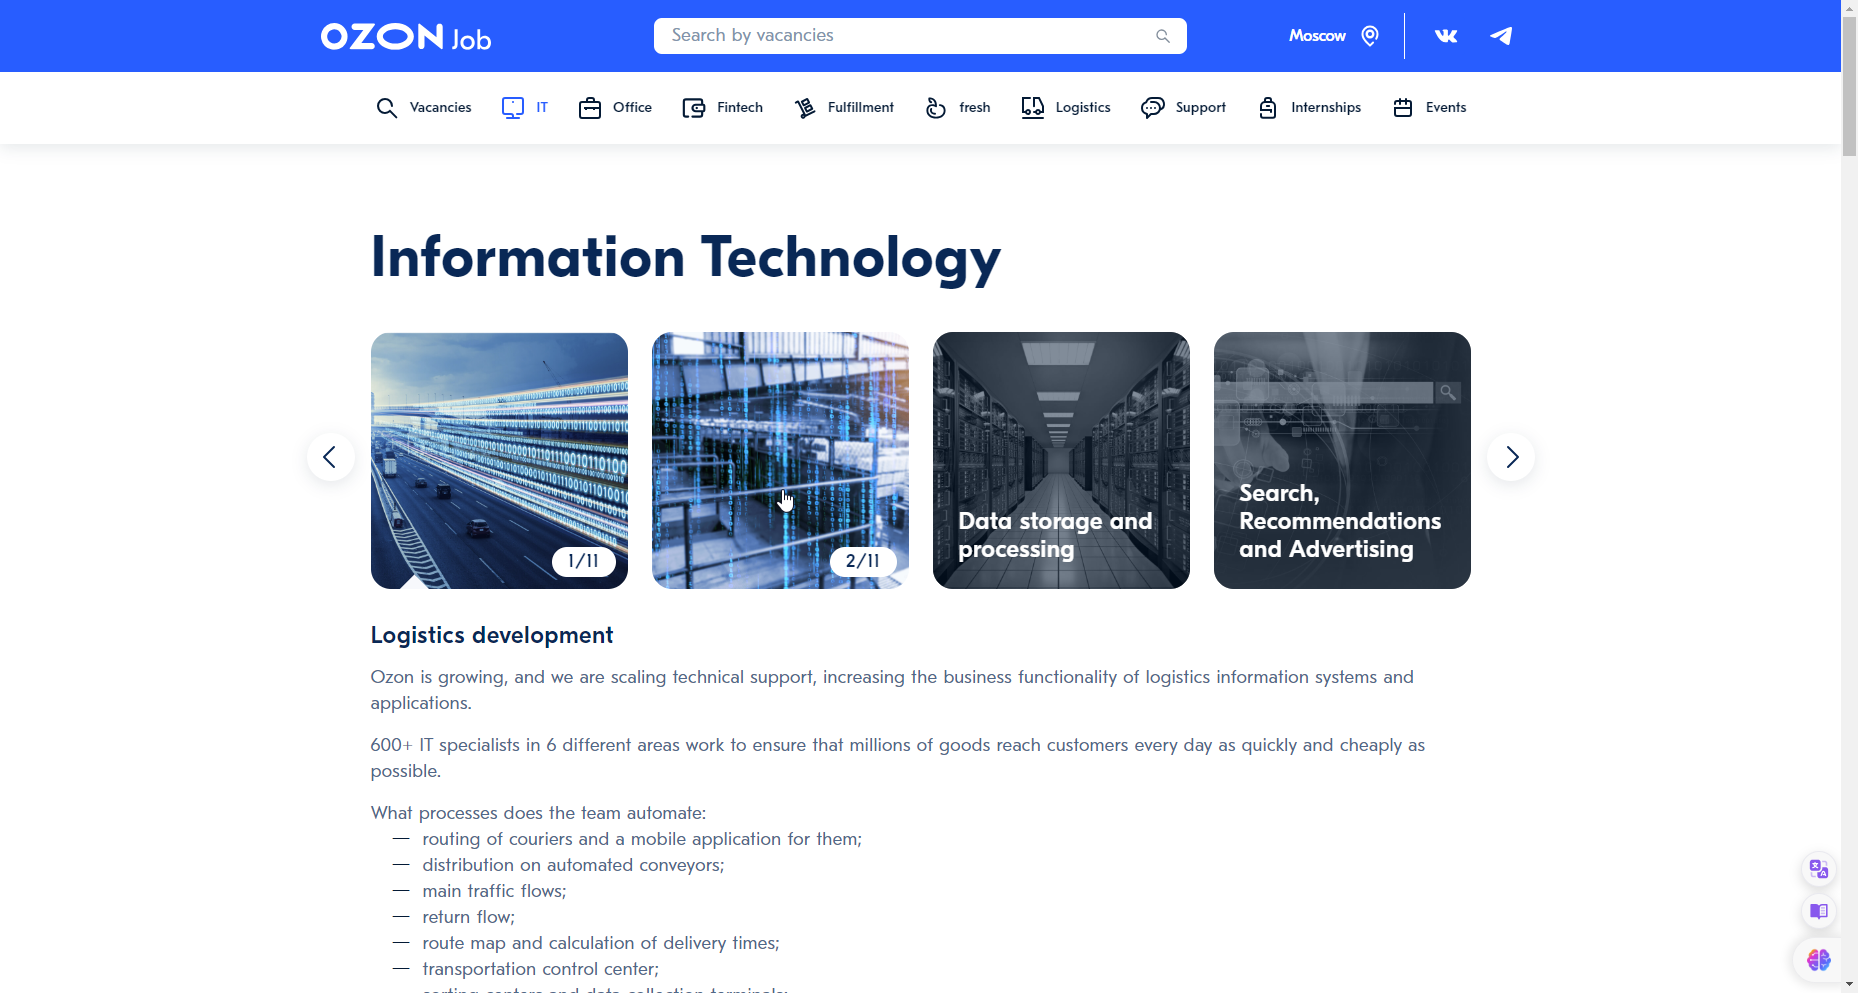 OZON Job
Search by vacancies
Moscow
Vacancies
IT
Office
Fintech
Fulfillment
fresh
Logistics
Support
Internships
Events
Information Technology
1/11
2/11
Data storage and
processing
Search,
Recommendations
and Advertising
Logistics development
Ozon is growing, and we are scaling technical support, increasing the business functionality of logistics information systems and
applications.
600+ IT specialists in 6 different areas work to ensure that millions of goods reach customers every day as quickly and cheaply as
possible.
What processes does the team automate:
— routing of couriers and a mobile application for them;
— distribution on automated conveyors;
— main traffic flows;
— return flow;
— route map and calculation of delivery times;
— transportation control center;